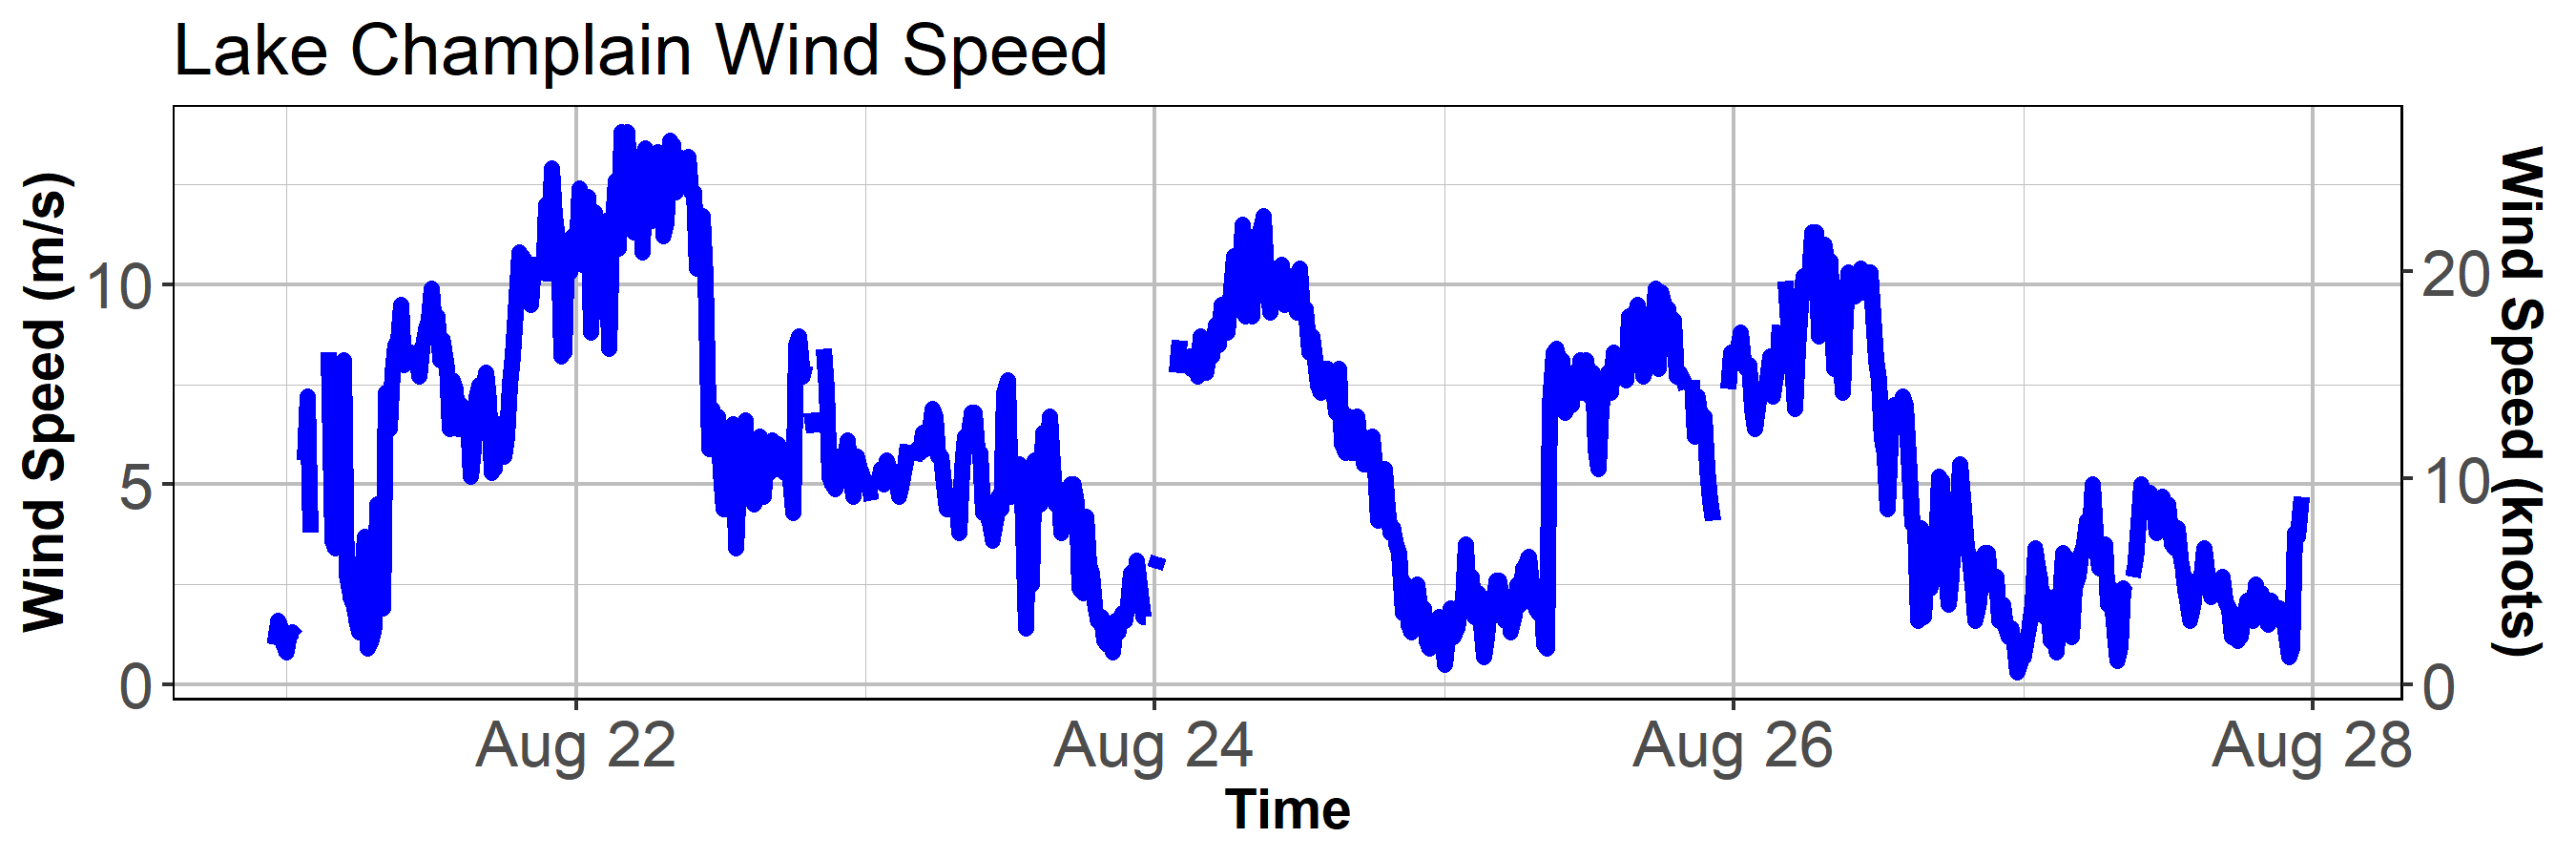 Lake Champlain Wind Speed
Wind Speed (m/s)
10
5
0
20
10
0
Wind Speed (knots)
Aug 22
Aug 24
Aug 26
Aug 28
Time